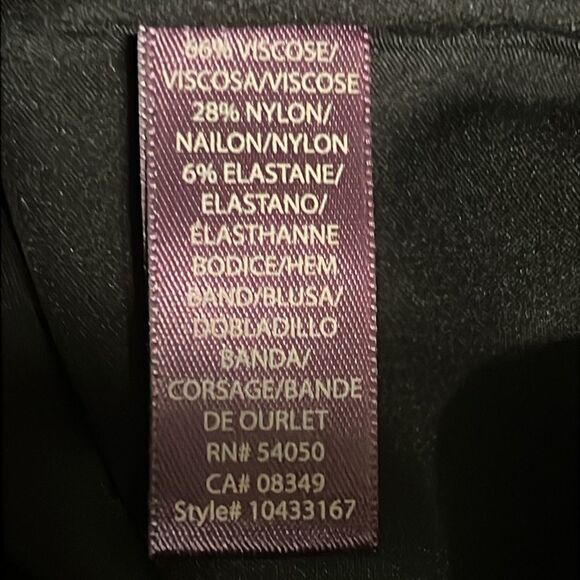 66% VISCOSE/
VISCOSA/VISCOSE
28% NYLON/
NAILON/NYLON
6% ELASTANE/
ELASTANO/
ÉLASTHANNE
BODICE/HEM
BAND/BLUSA/
DOBLADILLO
BANDA/
CORSAGE/BANDE
DE OURLET
RN# 54050
CA# 08349
Style# 10433167